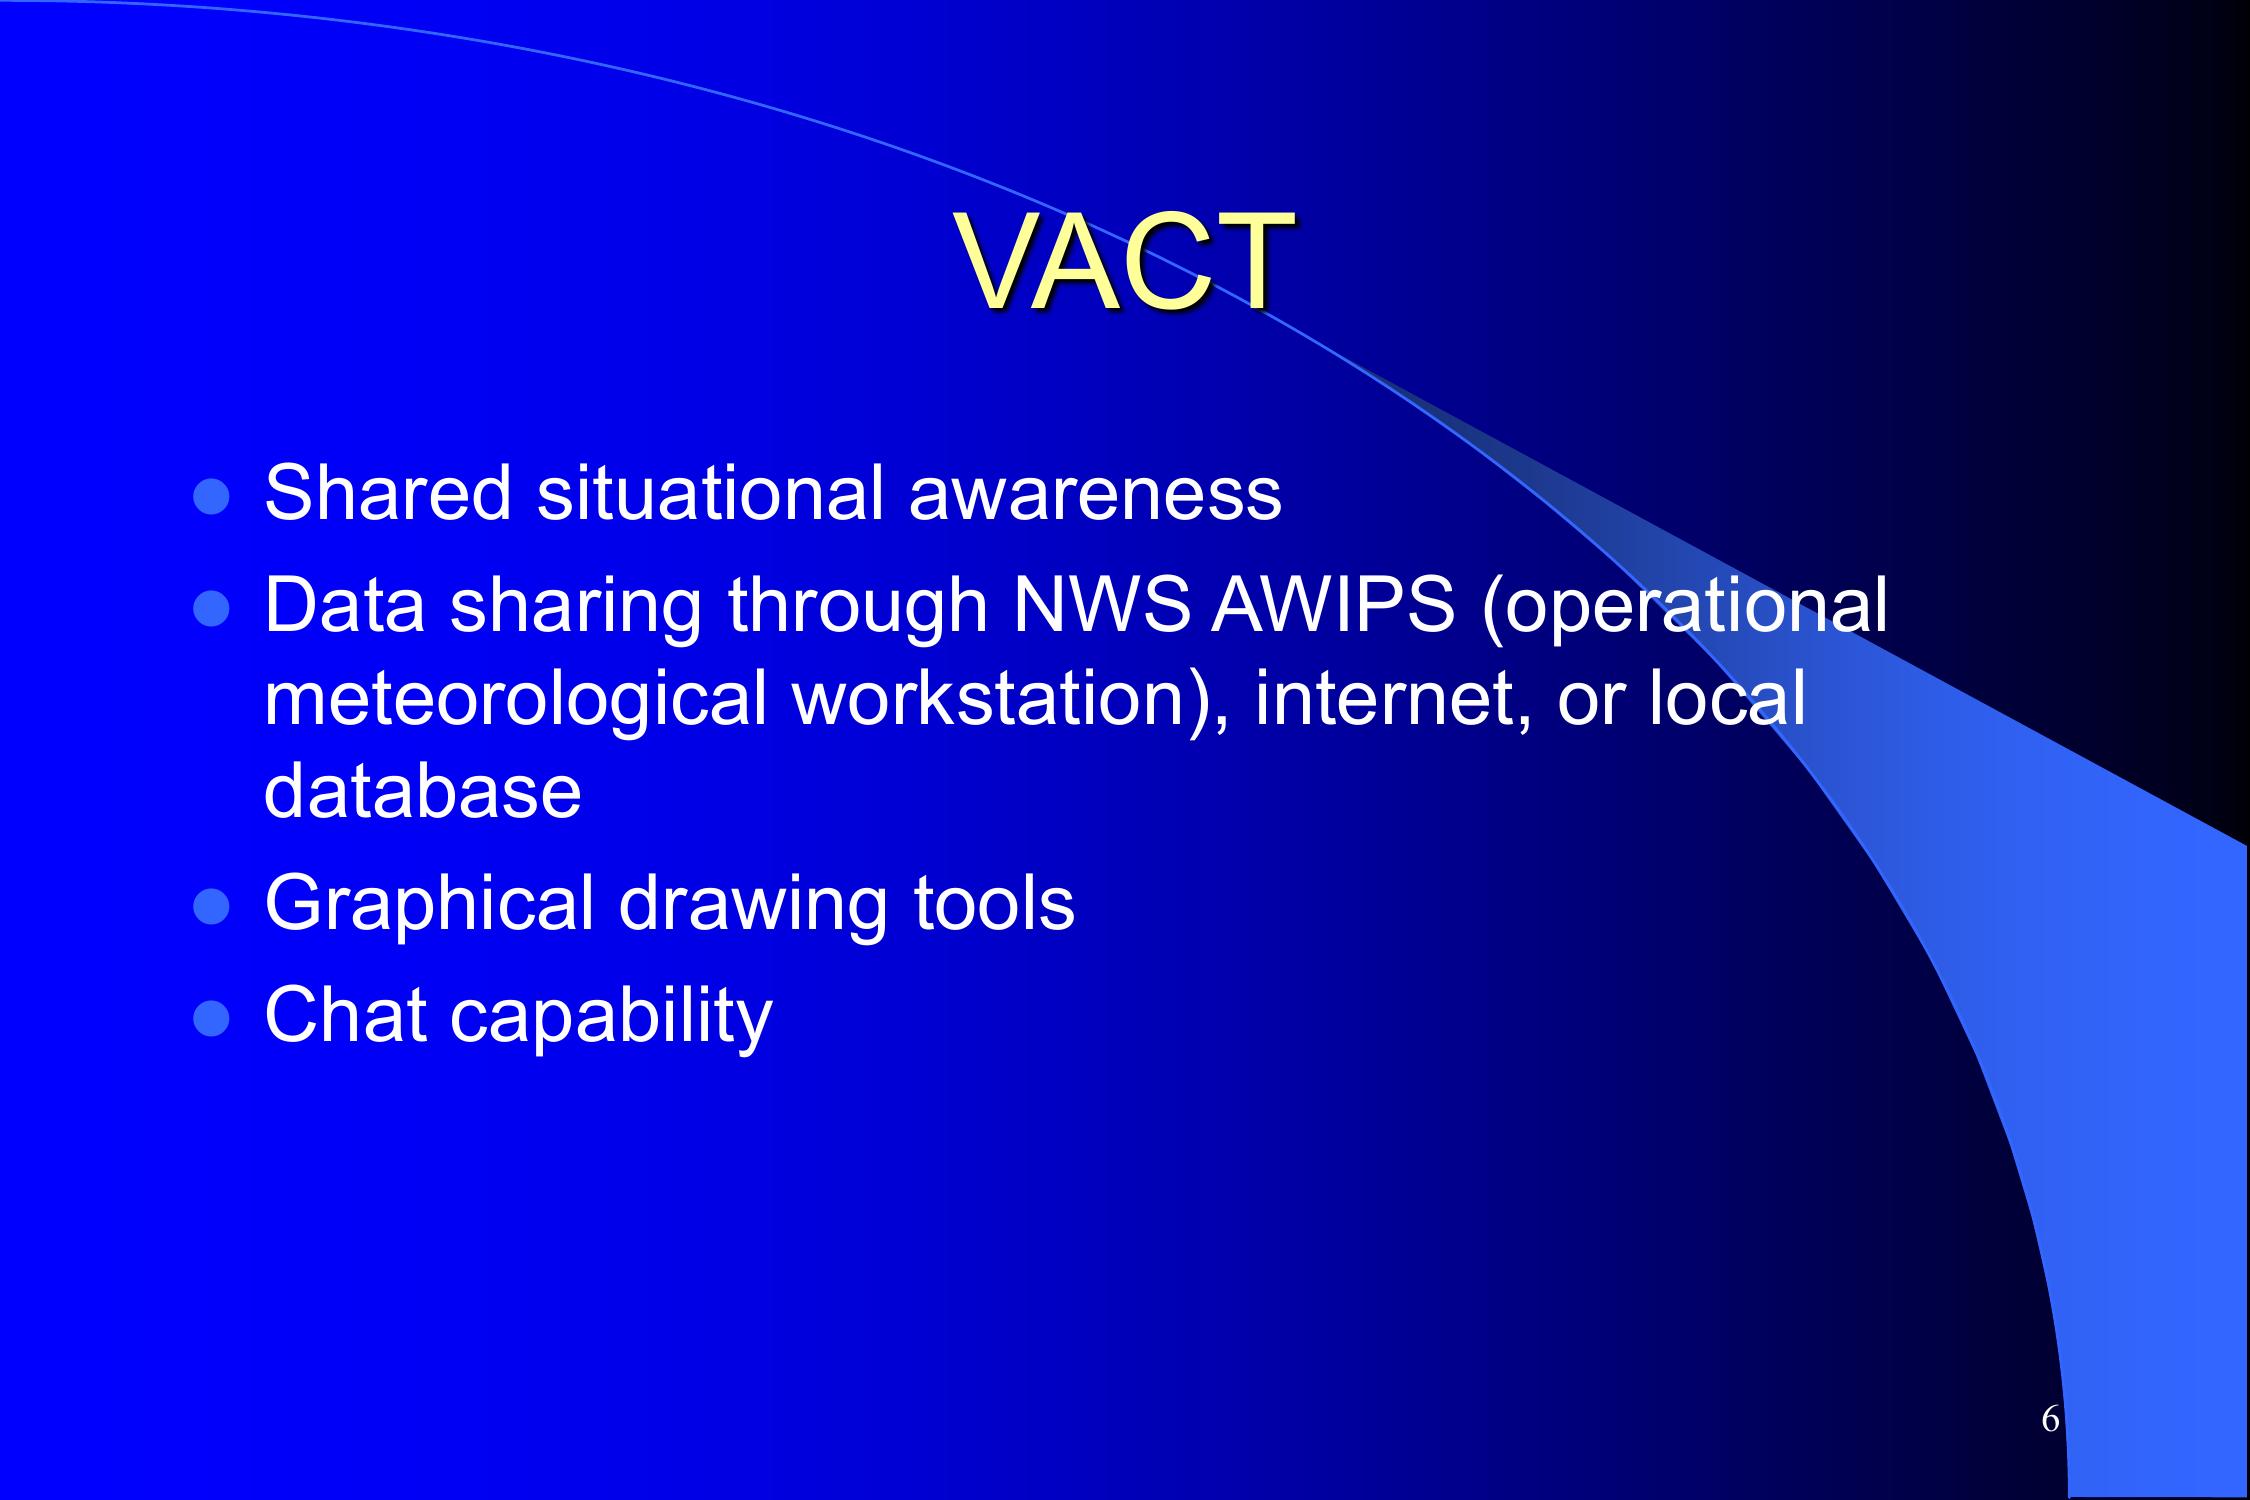 VACT
Shared situational awareness
Data sharing through NWS AWIPS (operational
meteorological workstation), internet, or local
database
Graphical drawing tools
Chat capability
6